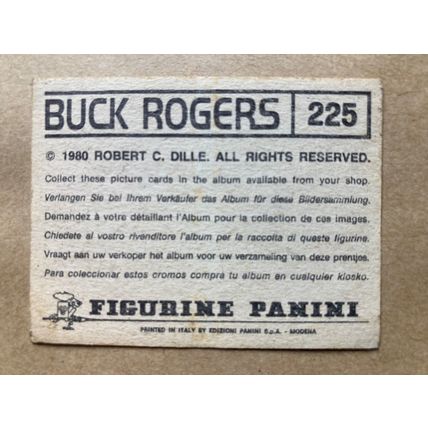 BUCK ROGERS 225
© 1980 ROBERT C. DILLE. ALL RIGHTS RESERVED.
Collect these picture cards in the album available from your shop.
Verlangen Sie bei Ihrem Verkäufer das Album für diese Bildersammlung.
Demandez à votre détaillant l'Album pour la collection de ces images.
Chiedete al vostro rivenditore l'album per la raccolta di queste figurine.
Vraagt aan uw verkoper het album voor uw verzameling van deze prentjes.
Para coleccionar estos cromos compra tu album en cualquier kiosko.
FIGURINE PANINI
PRINTED IN ITALY BY EDIZIONI PANINI S.p.A. - MODENA